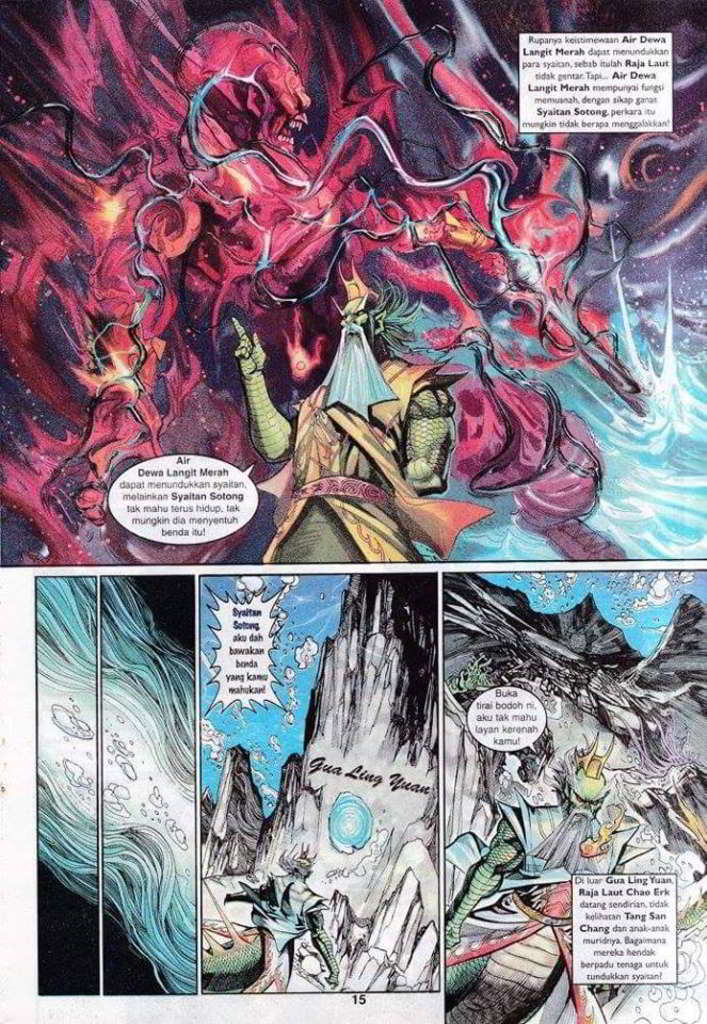 Rupanya keistimewaan Air Dewa
Langit Merah dapat menundukkan
para syaitan, sebab itulah Raja Laut
tidak gentar. Tapi... Air Dewa
Langit Merah mempunyai fungsi
memuanah, dengan sikap ganas
Syaitan Sotong, perkara itu
mungkin tidak berapa menggalakkan!
Air
Dewa Langit Merah
dapat menundukkan syaitan,
melainkan Syaitan Sotong
tak mahu terus hidup, tak
mungkin dia menyentuh
benda itu!
Syaitan
Sotong,
aku dah
bawakan
benda
yang kamu
mahukan!
Gua Ling Yuan
Buka
tirai bodoh ni,
aku tak mahu
layan kerenah
kamu!
Di luar Gua Ling Yuan,
Raja Laut Chao Erk
datang sendirian, tidak
kelihatan Tang San
Chang dan anak-anak
muridnya. Bagaimana
mereka hendak
berpadu tenaga untuk
tundukkan syaitan?
15